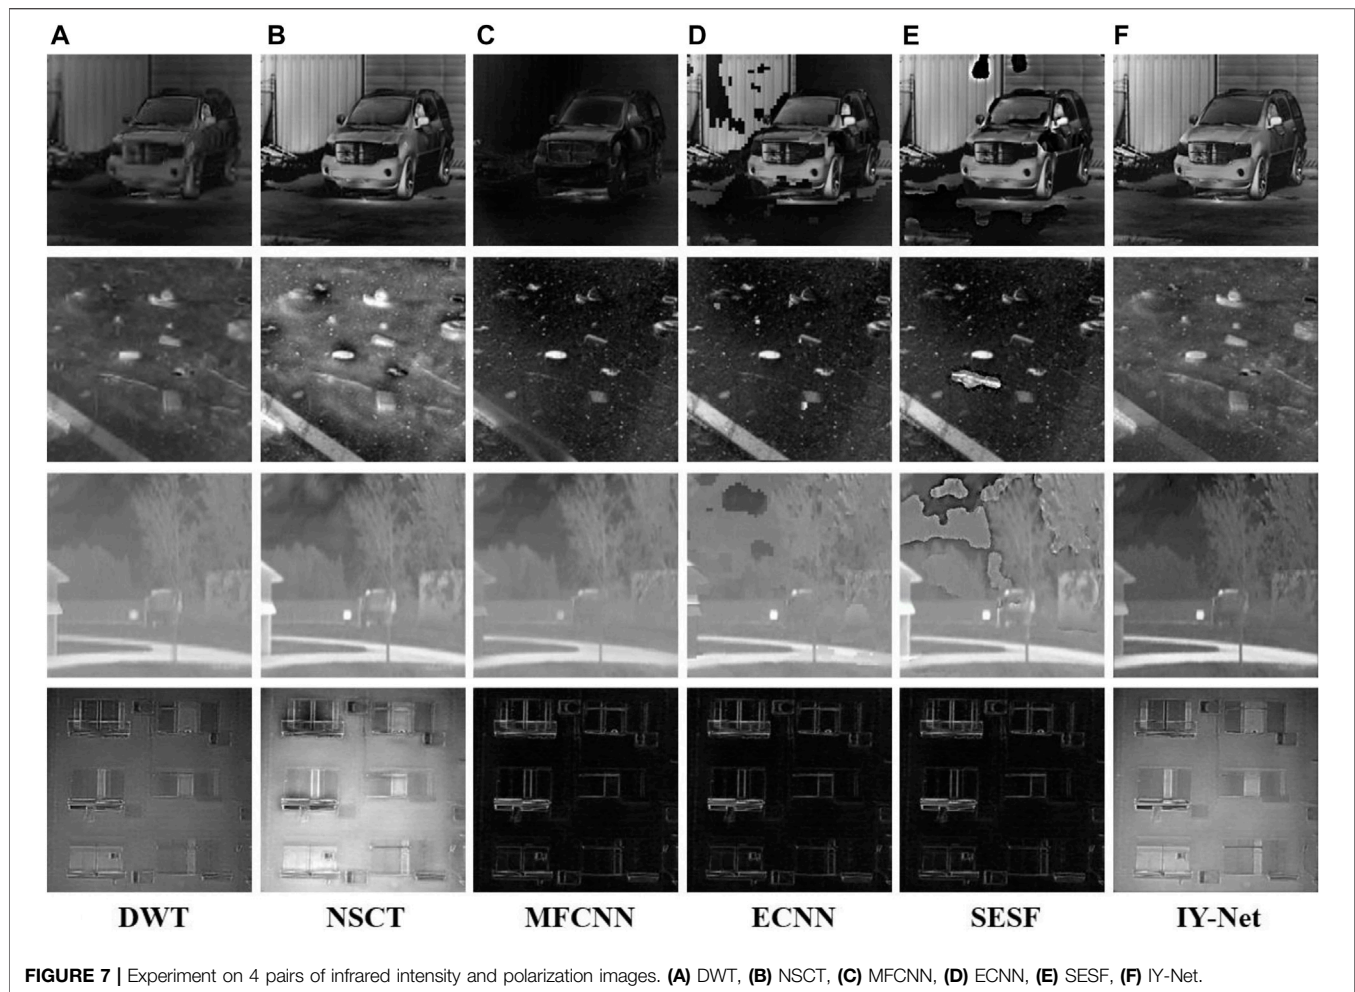 A B C D E F
DWT NSCT MFCNN ECNN SESF IY-Net
FIGURE 7 | Experiment on 4 pairs of infrared intensity and polarization images. (A) DWT, (B) NSCT, (C) MFCNN, (D) ECNN, (E) SESF, (F) IY-Net.